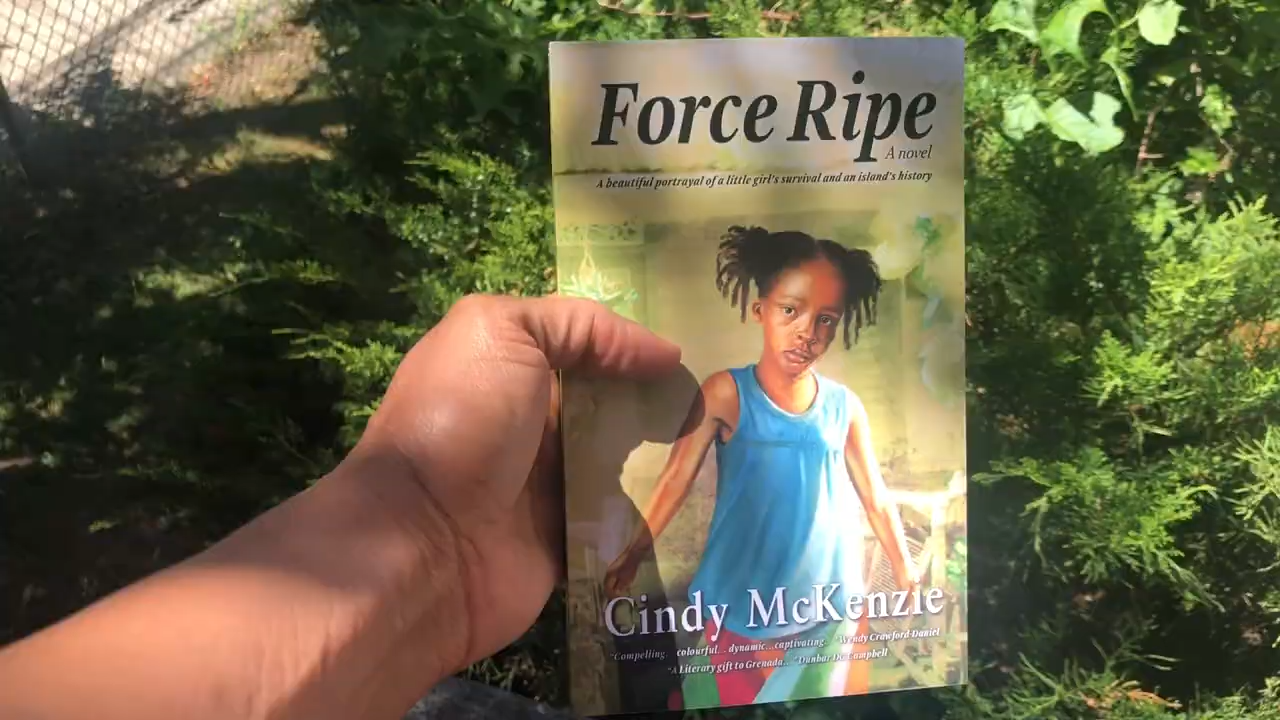 Force Ripe
A novel
A beautiful portrayal of a little girl's survival and an island's history
Cindy McKenzie
"Compelling. colourful. . dynamic...captivating. "Wendy Crawford-Daniel
"A Literary gift to Grenada.. "Dunbar Campbell